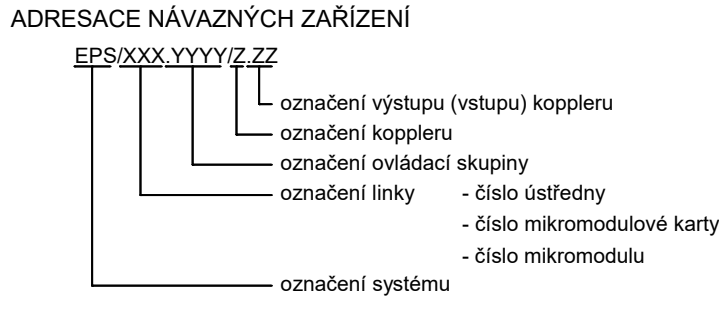 ADRESACE NÁVAZNÝCH ZAŘÍZENÍ
EPS/XXX.YYYY/Z.ZZ
označení výstupu (vstupu) koppleru
označení koppleru
označení ovládací skupiny
označení linky - číslo ústředny
- číslo mikromodulové karty
- číslo mikromodulu
označení systému